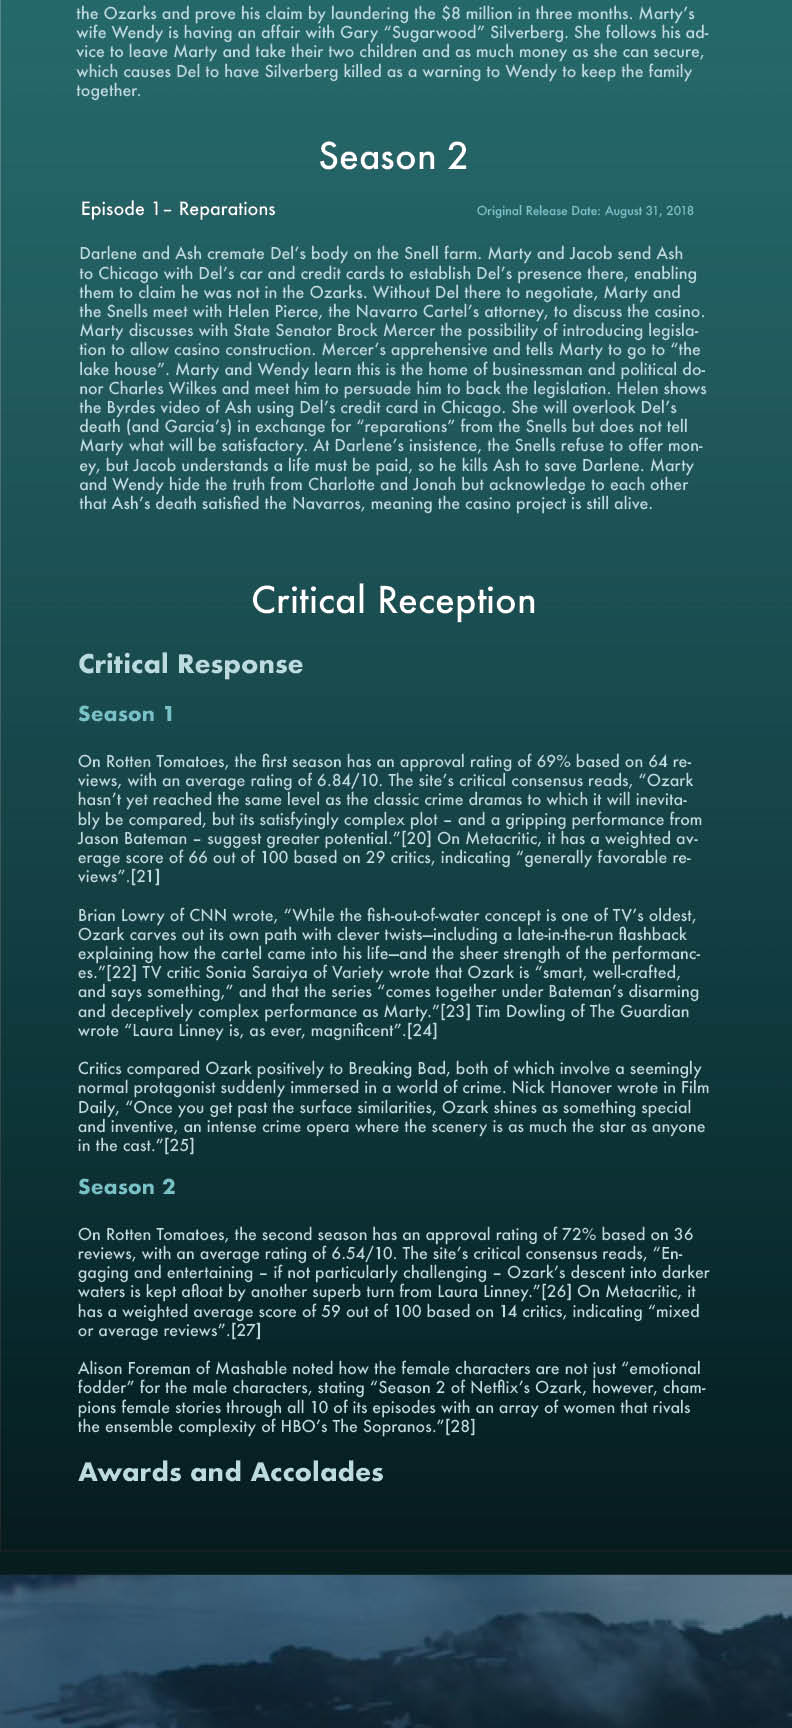 the Ozarks and prove his claim by laundering the $8 million in three months. Marty’s
wife Wendy is having an affair with Gary “Sugarwood” Silverberg. She follows his ad-
vice to leave Marty and take their two children and as much money as she can secure,
which causes Del to have Silverberg killed as a warning to Wendy to keep the family
together.
Season 2
Episode 1– Reparations
Original Release Date: August 31, 2018
Darlene and Ash cremate Del’s body on the Snell farm. Marty and Jacob send Ash
to Chicago with Del’s car and credit cards to establish Del’s presence there, enabling
them to claim he was not in the Ozarks. Without Del there to negotiate, Marty and
the Snells meet with Helen Pierce, the Navarro Cartel’s attorney, to discuss the casino.
Marty discusses with State Senator Brock Mercer the possibility of introducing legisla-
tion to allow casino construction. Mercer’s apprehensive and tells Marty to go to “the
lake house”. Marty and Wendy learn this is the home of businessman and political do-
nor Charles Wilkes and meet him to persuade him to back the legislation. Helen shows
the Byrdes video of Ash using Del’s credit card in Chicago. She will overlook Del’s
death (and Garcia’s) in exchange for “reparations” from the Snells but does not tell
Marty what will be satisfactory. At Darlene’s insistence, the Snells refuse to offer mon-
ey, but Jacob understands a life must be paid, so he kills Ash to save Darlene. Marty
and Wendy hide the truth from Charlotte and Jonah but acknowledge to each other
that Ash’s death satisfied the Navarros, meaning the casino project is still alive.
Critical Reception
Critical Response
Season 1
On Rotten Tomatoes, the first season has an approval rating of 69% based on 64 re-
views, with an average rating of 6.84/10. The site’s critical consensus reads, “Ozark
hasn’t yet reached the same level as the classic crime dramas to which it will inevita-
bly be compared, but its satisfyingly complex plot – and a gripping performance from
Jason Bateman – suggest greater potential.”[20] On Metacritic, it has a weighted av-
erage score of 66 out of 100 based on 29 critics, indicating “generally favorable re-
views”.[21]
Brian Lowry of CNN wrote, “While the fish-out-of-water concept is one of TV’s oldest,
Ozark carves out its own path with clever twists—including a late-in-the-run flashback
explaining how the cartel came into his life—and the sheer strength of the performanc-
es.”[22] TV critic Sonia Saraiya of Variety wrote that Ozark is “smart, well-crafted,
and says something,” and that the series “comes together under Bateman’s disarming
and deceptively complex performance as Marty.”[23] Tim Dowling of The Guardian
wrote “Laura Linney is, as ever, magnificent”.[24]
Critics compared Ozark positively to Breaking Bad, both of which involve a seemingly
normal protagonist suddenly immersed in a world of crime. Nick Hanover wrote in Film
Daily, “Once you get past the surface similarities, Ozark shines as something special
and inventive, an intense crime opera where the scenery is as much the star as anyone
in the cast.”[25]
Season 2
On Rotten Tomatoes, the second season has an approval rating of 72% based on 36
reviews, with an average rating of 6.54/10. The site’s critical consensus reads, “En-
gaging and entertaining – if not particularly challenging – Ozark’s descent into darker
waters is kept afloat by another superb turn from Laura Linney.”[26] On Metacritic, it
has a weighted average score of 59 out of 100 based on 14 critics, indicating “mixed
or average reviews”.[27]
Alison Foreman of Mashable noted how the female characters are not just “emotional
fodder” for the male characters, stating “Season 2 of Netflix’s Ozark, however, cham-
pions female stories through all 10 of its episodes with an array of women that rivals
the ensemble complexity of HBO’s The Sopranos.”[28]
Awards and Accolades